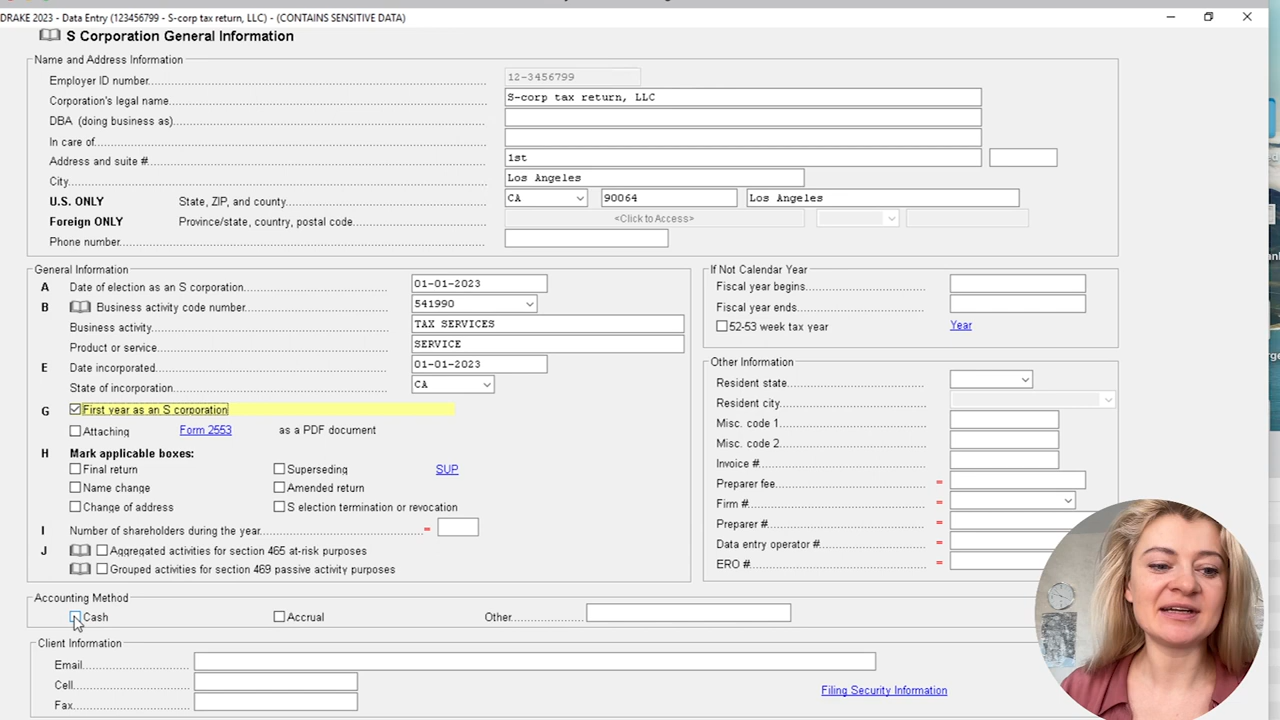 DRAKE 2023 - Data Entry (123456799 - S-corp tax return, LLC) - (CONTAINS SENSITIVE DATA)
S Corporation General Information
Name and Address Information
Employer ID number 12-3456799
Corporation's legal name S-corp tax return, LLC
DBA (doing business as)
In care of
Address and suite # 1st
City Los Angeles
U.S. ONLY State, ZIP, and county CA 90064 Los Angeles
Foreign ONLY Province/state, country, postal code <Click to Access>
Phone number
General Information
A Date of election as an S corporation 01-01-2023
B Business activity code number 541990
Business activity TAX SERVICES
Product or service SERVICE
E Date incorporated 01-01-2023
State of incorporation CA
G First year as an S corporation
Attaching Form 2553 as a PDF document
H Mark applicable boxes:
Final return Superseding SUP
Name change Amended return
Change of address S election termination or revocation
I Number of shareholders during the year =
J Aggregated activities for section 465 at-risk purposes
Grouped activities for section 469 passive activity purposes
If Not Calendar Year
Fiscal year begins
Fiscal year ends
52-53 week tax year Year
Other Information
Resident state
Resident city
Misc. code 1
Misc. code 2
Invoice #
Preparer fee =
Firm # =
Preparer # =
Data entry operator # =
ERO # =
Accounting Method
Cash Accrual Other
Client Information
Email
Cell
Fax
Filing Security Information